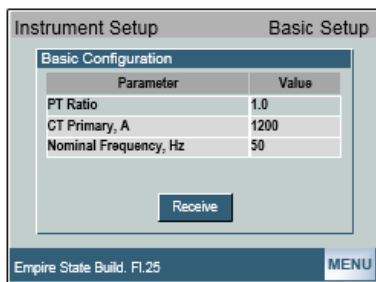 Instrument Setup Basic Setup
Basic Configuration
Parameter Value
PT Ratio 1.0
CT Primary, A 1200
Nominal Frequency, Hz 50
Receive
Empire State Build. Fl.25 MENU